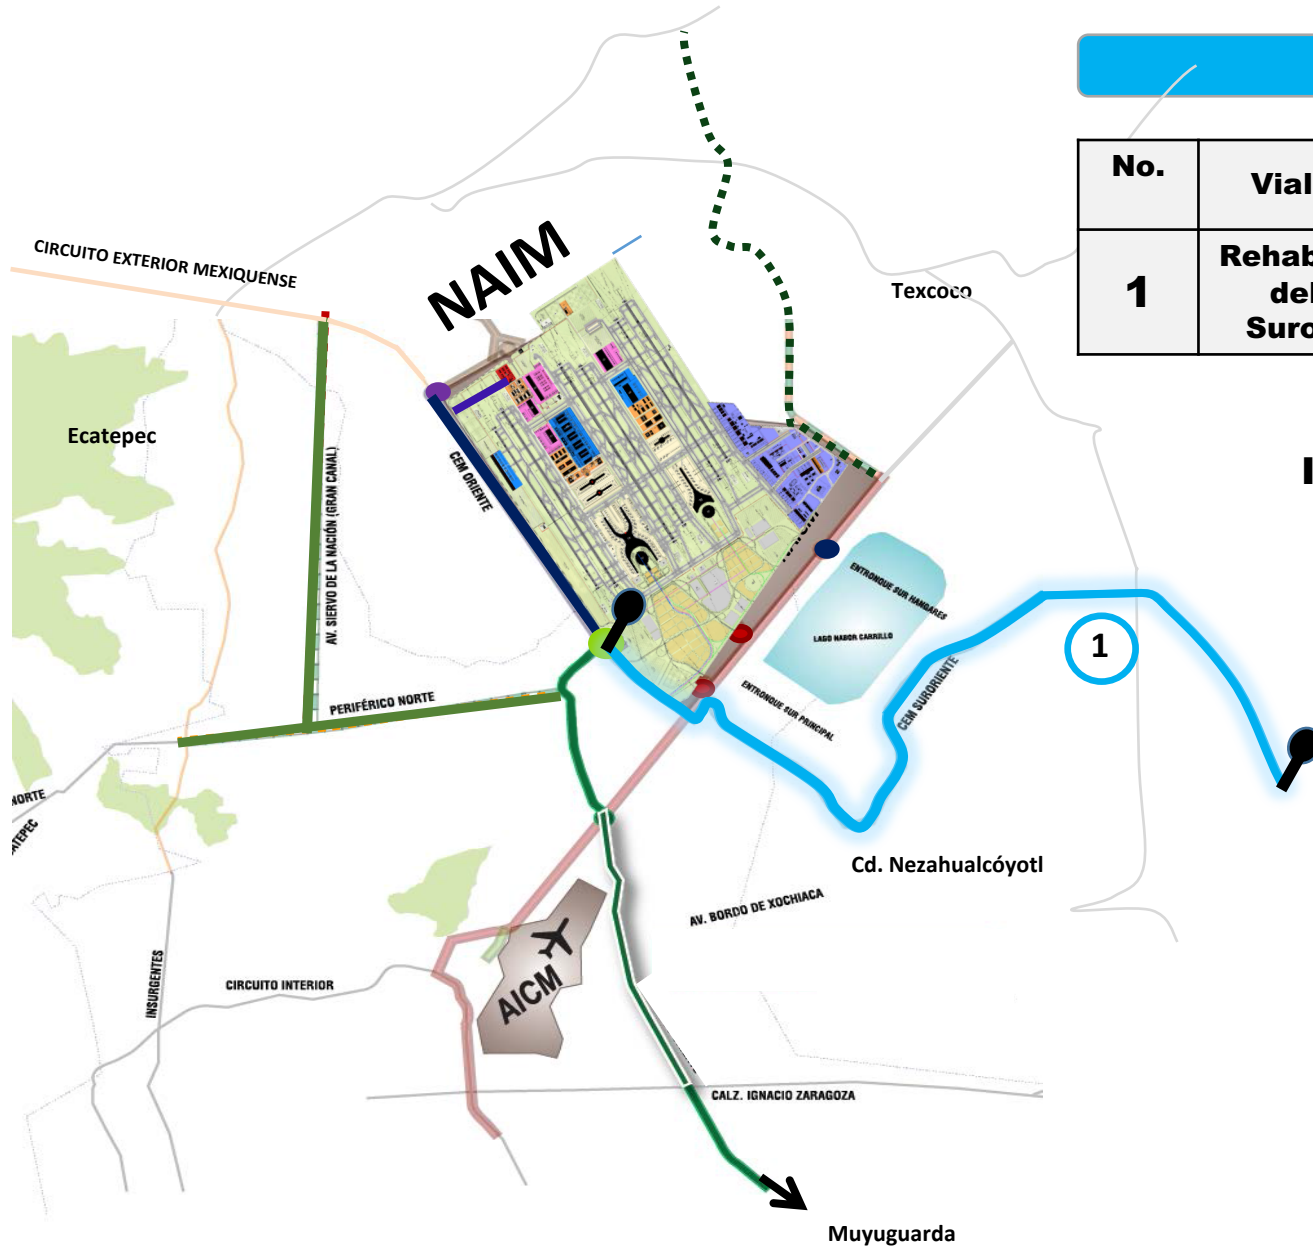 No.
Vial
1
Rehab
del
Suro
I
CIRCUITO EXTERIOR MEXIQUENSE
NAIM
Texcoco
Ecatepec
CEM ORIENTE
AV. SIERVO DE LA NACIÓN (GRAN CANAL)
ENTRONQUE SUR HANGARES
LAGO NABOR CARRILLO
1
PERIFÉRICO NORTE
ENTRONQUE SUR PRINCIPAL
CEM SURORIENTE
NORTE
ATEPEC
Cd. Nezahualcóyotl
AV. BORDO DE XOCHIACA
INSURGENTES
CIRCUITO INTERIOR
AICM
CALZ. IGNACIO ZARAGOZA
Muyuguarda